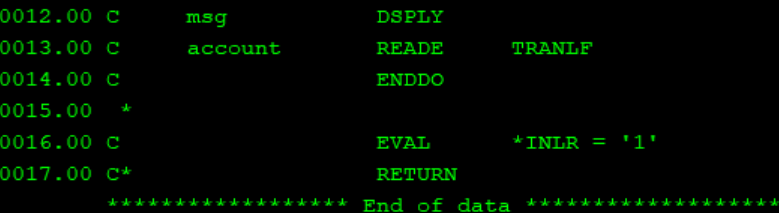 0012.00 C     msg           DSPLY
0013.00 C     account       READE     TRANLF
0014.00 C                   ENDDO
0015.00  *
0016.00 C                   EVAL      *INLR = '1'
0017.00 C*                  RETURN
****************** End of data *******************